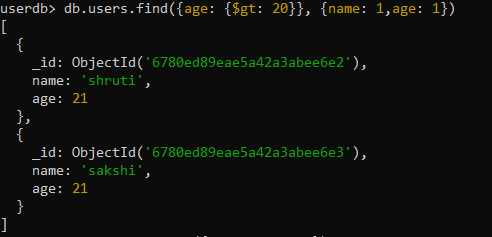 userdb> db.users.find({age: {$gt: 20}}, {name: 1,age: 1})
[
  {
    _id: ObjectId('6780ed89eae5a42a3abee6e2'),
    name: 'shruti',
    age: 21
  },
  {
    _id: ObjectId('6780ed89eae5a42a3abee6e3'),
    name: 'sakshi',
    age: 21
  }
]